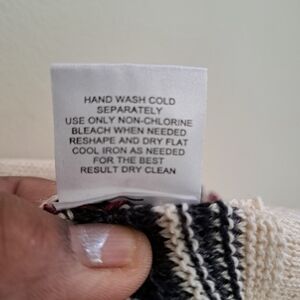 HAND WASH COLD
SEPARATELY
USE ONLY NON-CHLORINE
BLEACH WHEN NEEDED
RESHAPE AND DRY FLAT
COOL IRON AS NEEDED
FOR THE BEST
RESULT DRY CLEAN